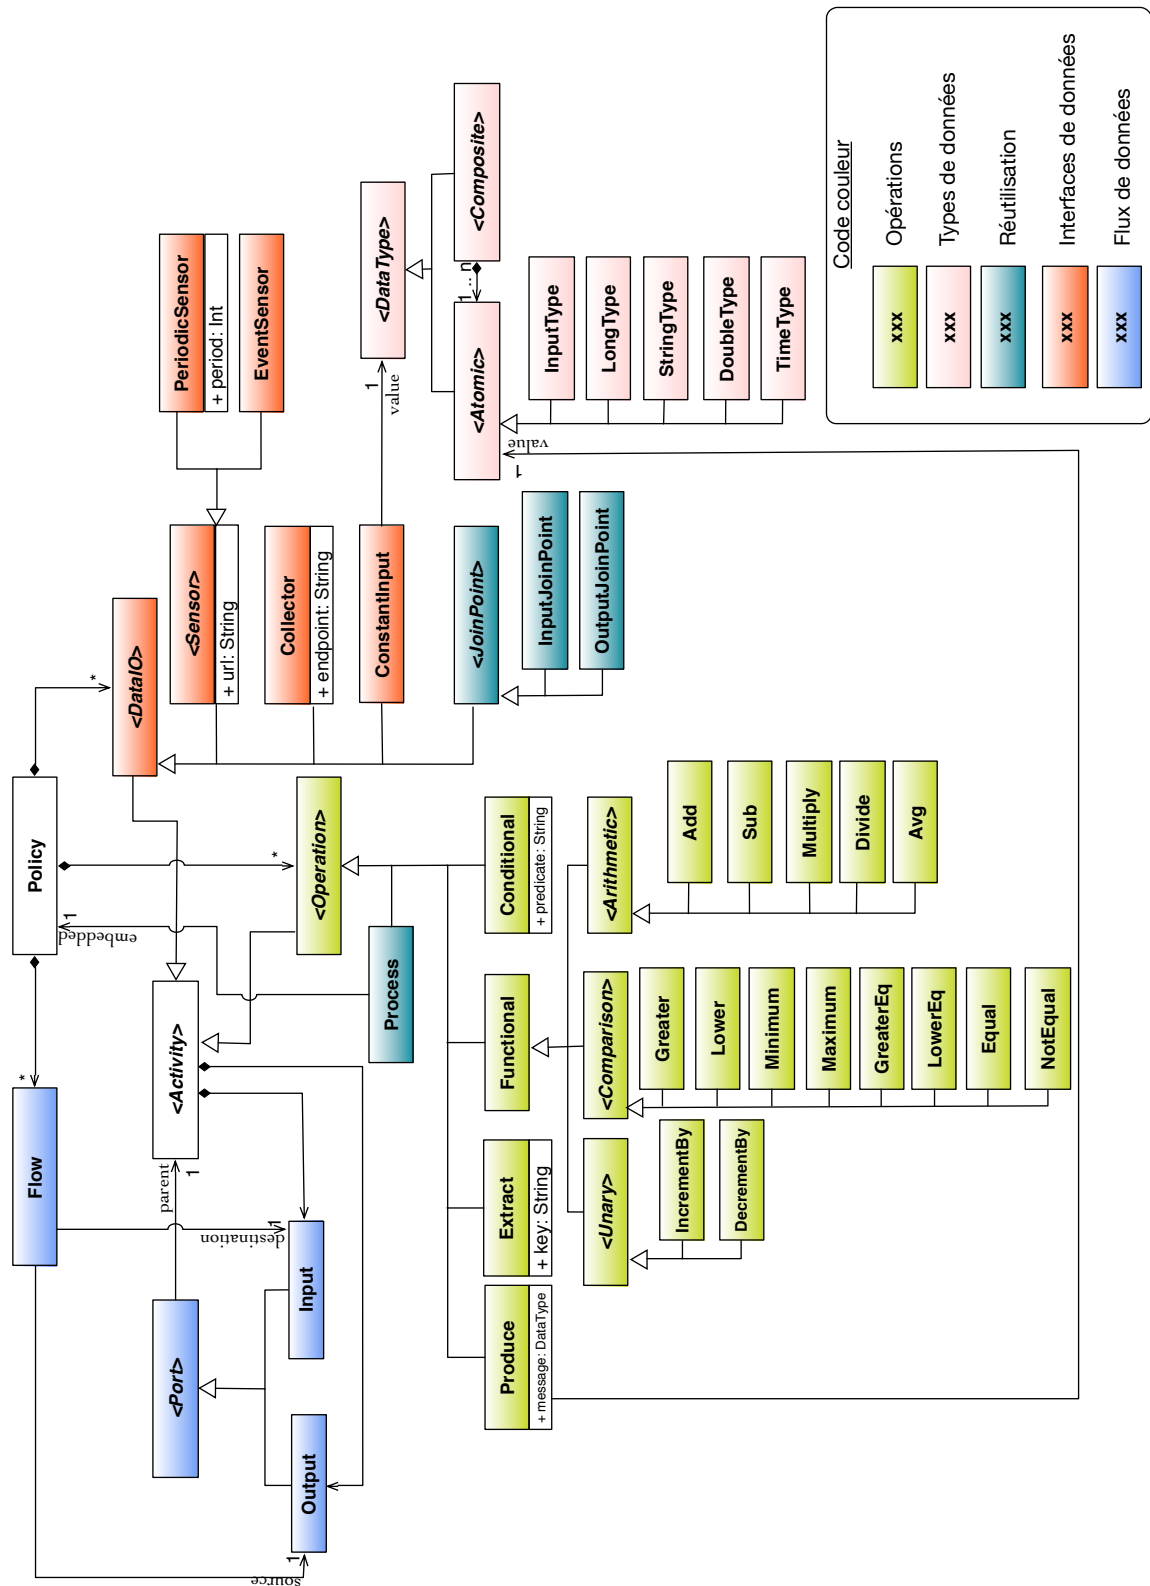 Flow
Policy
*
*
*
source
1
destination
1
embedded
1
<Port>
parent
1
<Activity>
<DataIO>
Output
Input
<Operation>
<Sensor>
+ url: String
PeriodicSensor
+ period: Int
EventSensor
Collector
+ endpoint: String
Process
ConstantInput
1
value
<DataType>
Produce
+ message: DataType
Extract
+ key: String
Functional
Conditional
+ predicate: String
<JoinPoint>
InputJoinPoint
OutputJoinPoint
<Atomic>
1 .. n
<Composite>
value
1
InputType
LongType
StringType
DoubleType
TimeType
<Unary>
IncrementBy
DecrementBy
<Comparison>
Greater
Lower
Minimum
Maximum
GreaterEq
LowerEq
Equal
NotEqual
<Arithmetic>
Add
Sub
Multiply
Divide
Avg
Code couleur
xxx Opérations
xxx Types de données
xxx Réutilisation
xxx Interfaces de données
xxx Flux de données